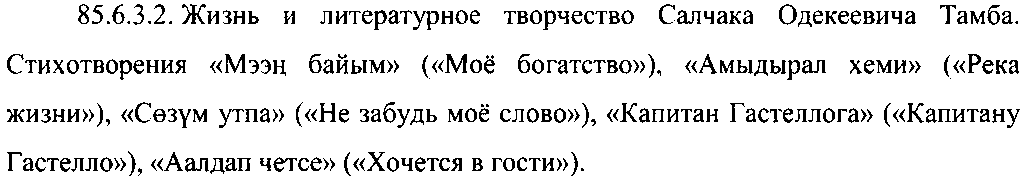 85.6.3.2. Жизнь и литературное творчество Салчака Одекеевича Тамба.
Стихотворения «Мээң байым» («Моё богатство»), «Амыдырал хеми» («Река
жизни»), «Сөзүм утпа» («Не забудь моё слово»), «Капитан Гастеллога» («Капитану
Гастелло»), «Аалдап четсе» («Хочется в гости»).